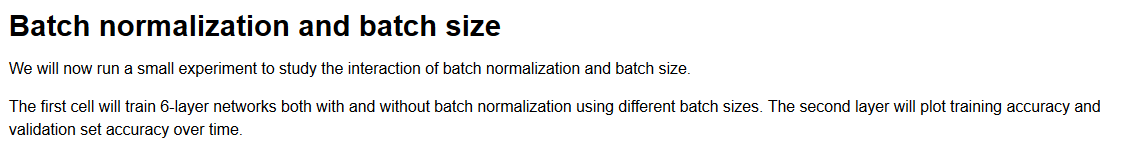 Batch normalization and batch size
We will now run a small experiment to study the interaction of batch normalization and batch size.
The first cell will train 6-layer networks both with and without batch normalization using different batch sizes. The second layer will plot training accuracy and
validation set accuracy over time.